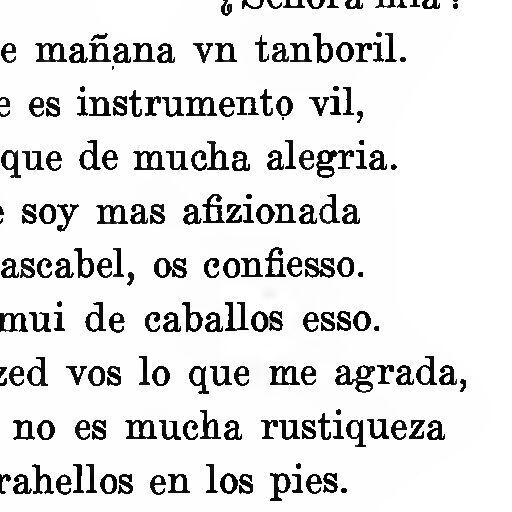 ¿Señora mia?
e mañana vn tanboril.
e es instrumento vil,
que de mucha alegria.
e soy mas afizionada
ascabel, os confiesso.
mui de caballos esso.
zed vos lo que me agrada,
no es mucha rustiqueza
rahellos en los pies.